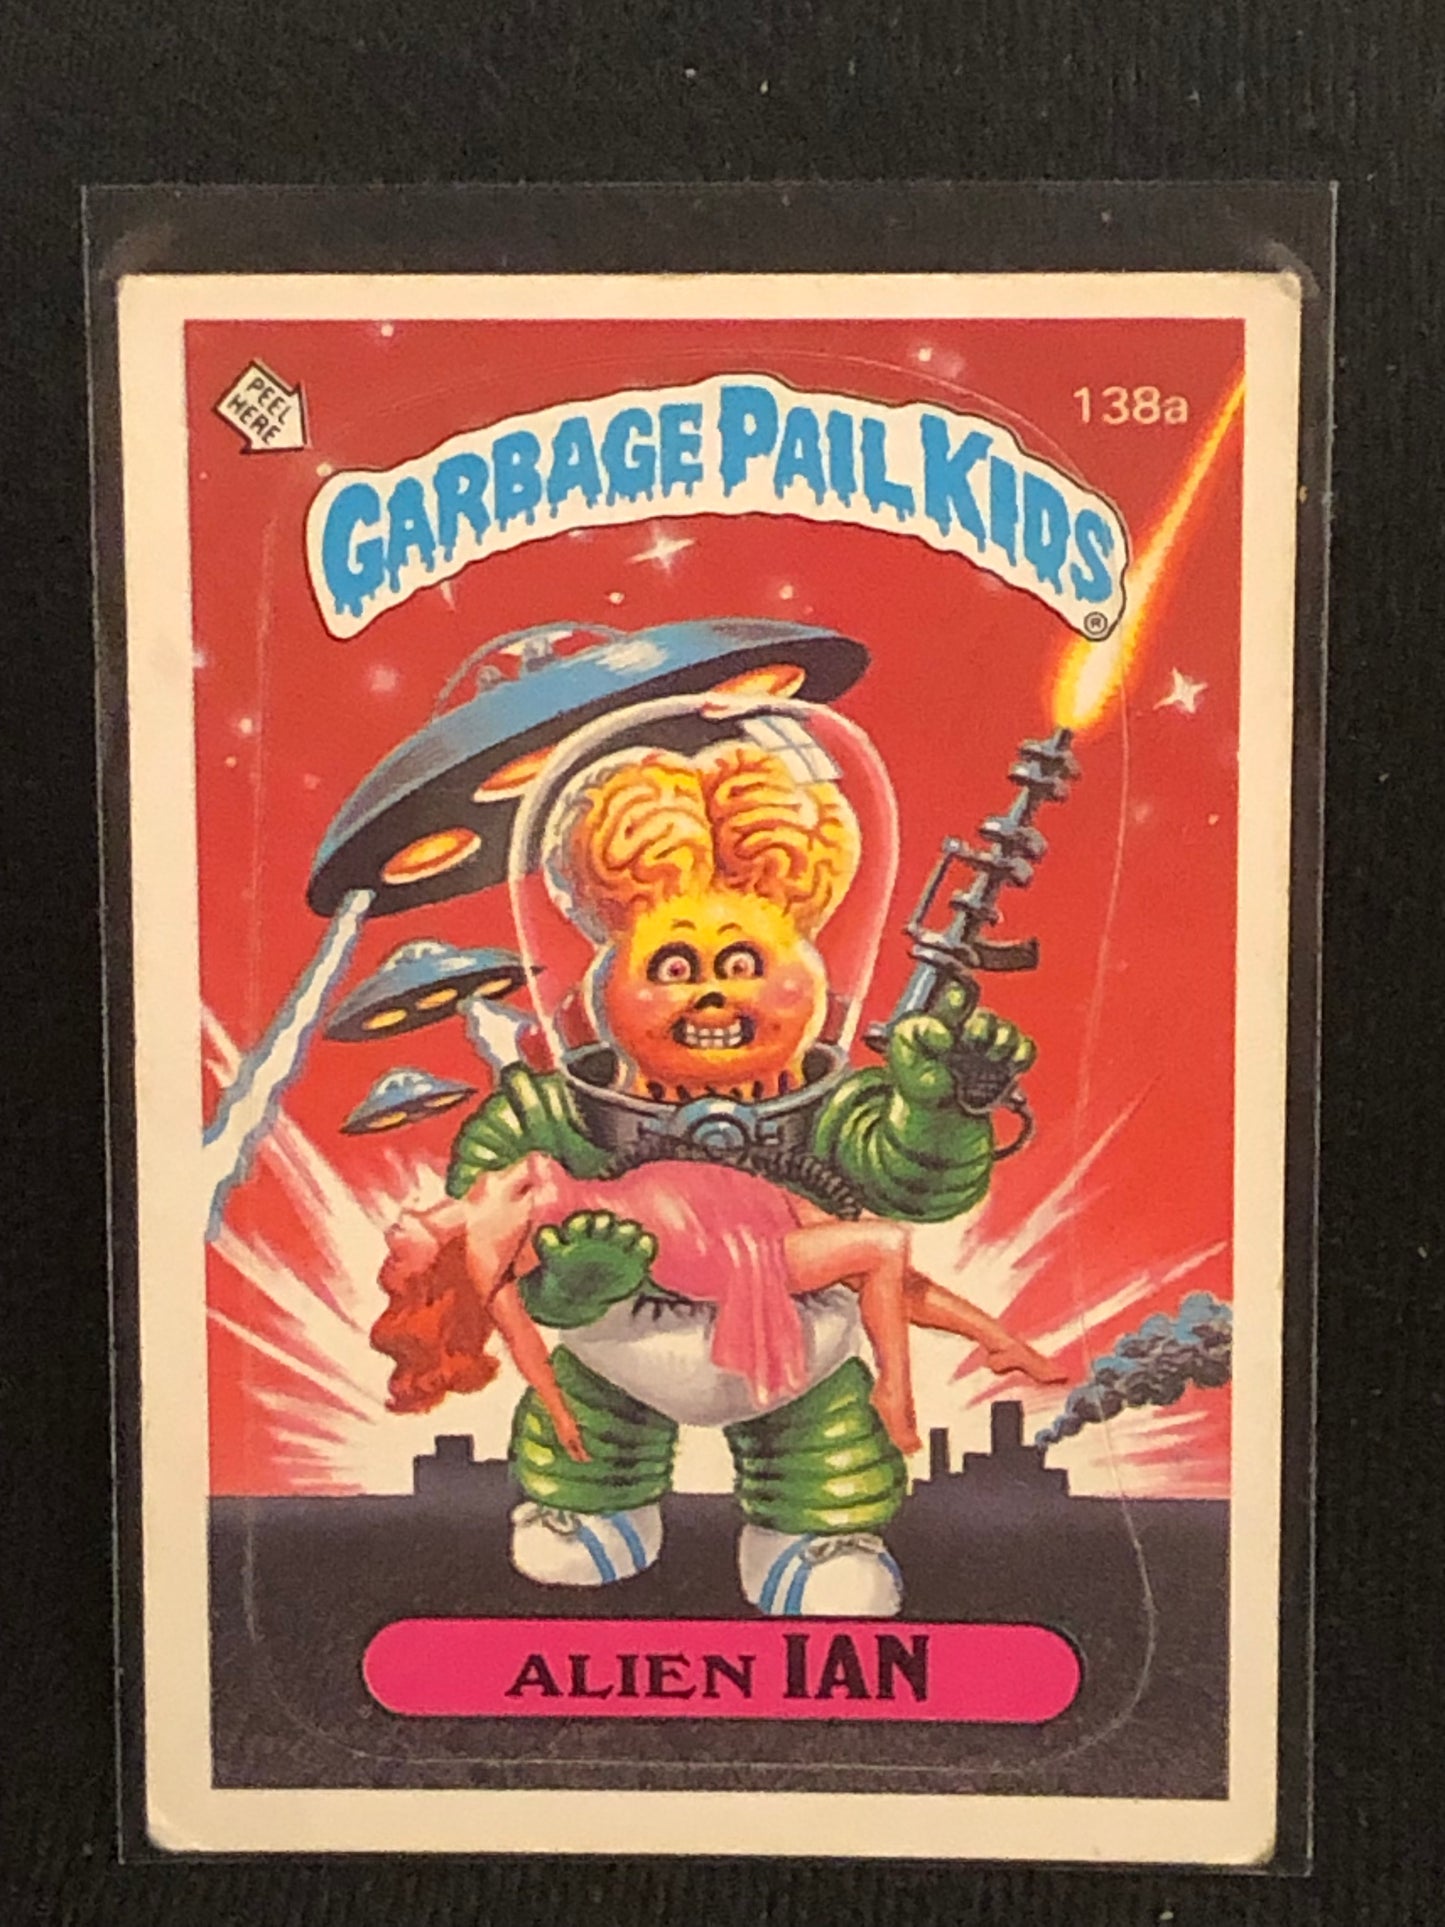 PEEL
HERE
GARBAGE PAIL KIDS
®
138a
ALIEN IAN